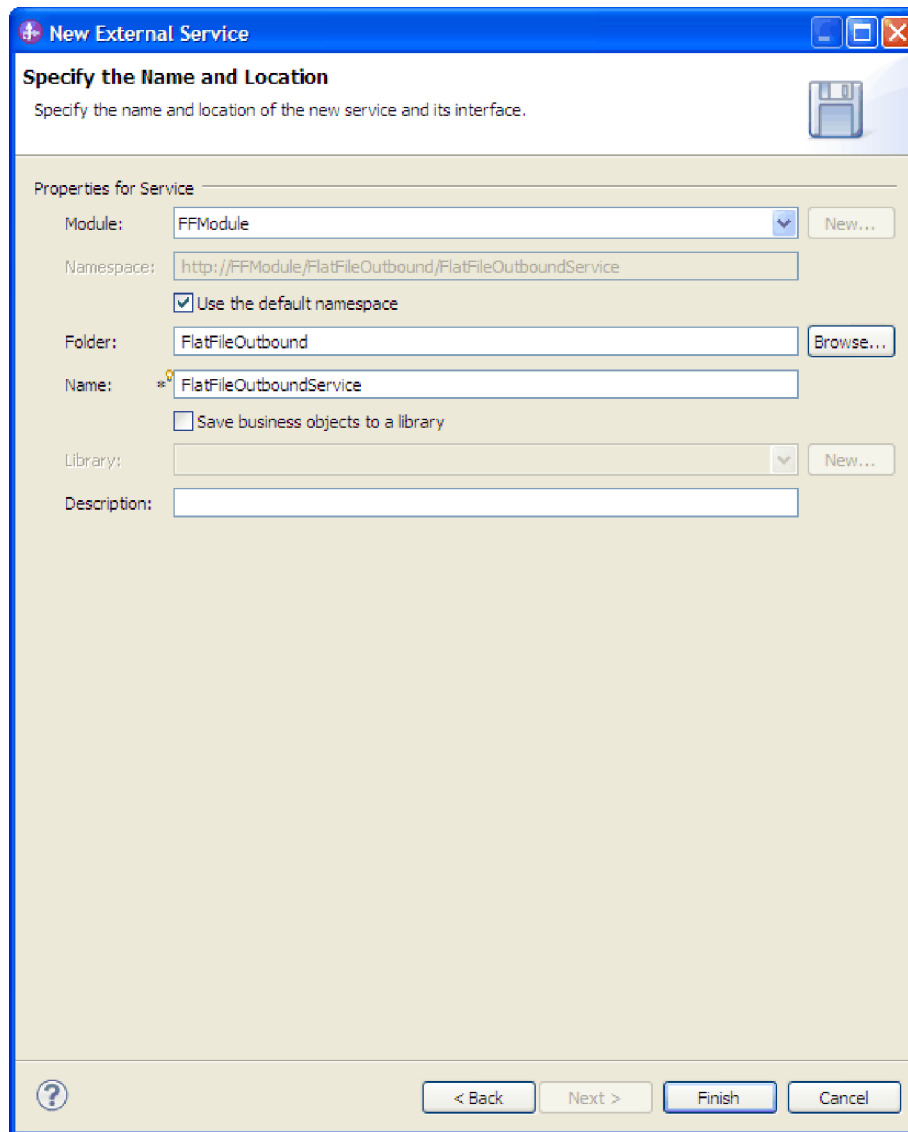 New External Service
Specify the Name and Location
Specify the name and location of the new service and its interface.
Properties for Service
Module: FFModule New...
Namespace: http://FFModule/FlatFileOutbound/FlatFileOutboundService
Use the default namespace
Folder: FlatFileOutbound Browse...
Name: * FlatFileOutboundService
Save business objects to a library
Library: New...
Description:
? < Back Next > Finish Cancel